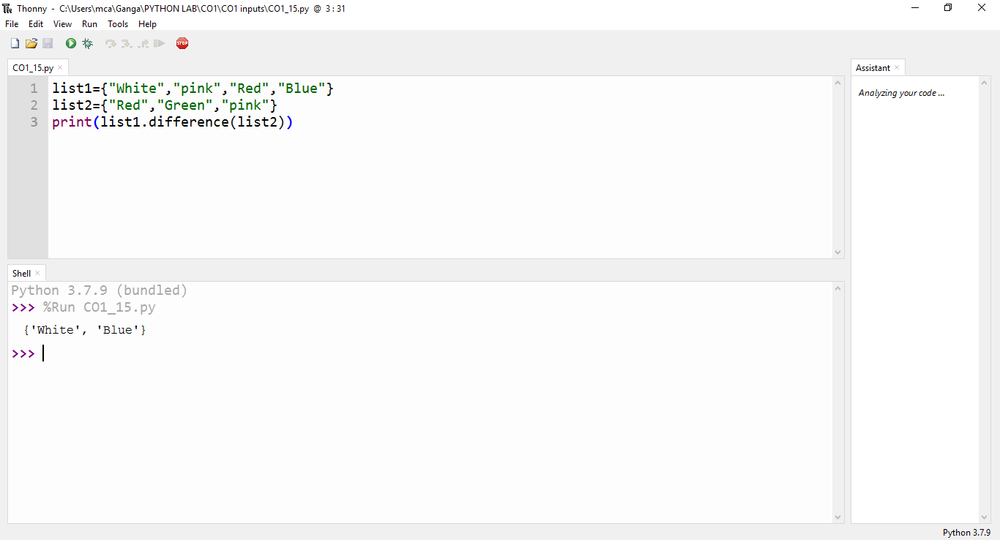 Thonny - C:\Users\mca\Ganga\PYTHON LAB\CO1\CO1 inputs\CO1_15.py @ 3 : 31
File Edit View Run Tools Help
STOP
CO1_15.py ×
1 list1={"White","pink","Red","Blue"}
2 list2={"Red","Green","pink"}
3 print(list1.difference(list2))
Shell ×
Python 3.7.9 (bundled)
>>> %Run CO1_15.py
{'White', 'Blue'}
>>>
Assistant ×
Analyzing your code ...
Python 3.7.9